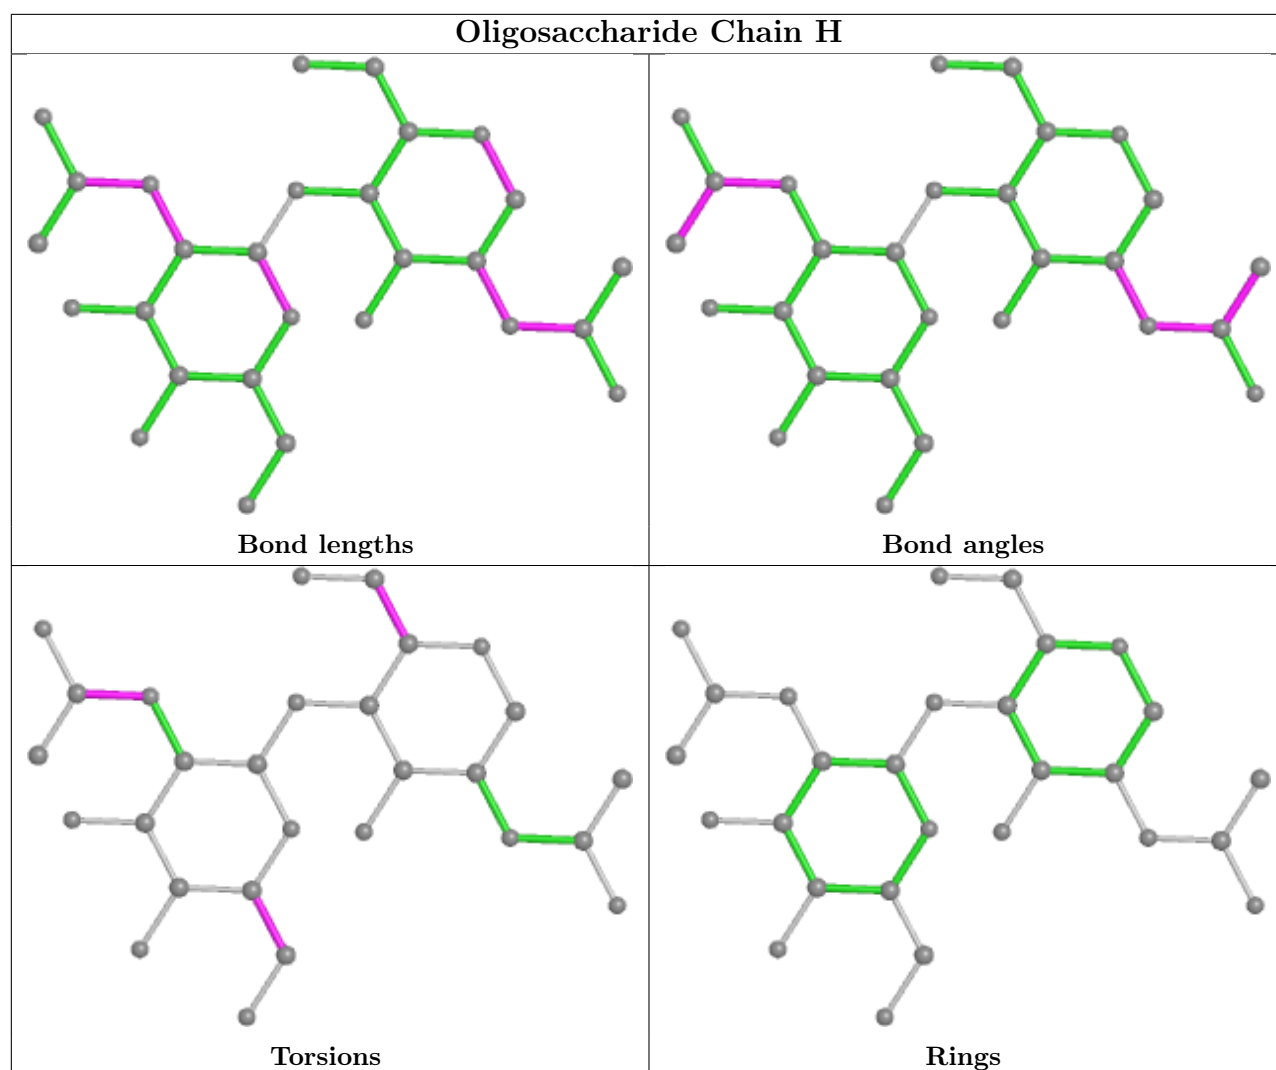 Oligosaccharide Chain H
Bond lengths
Bond angles
Torsions
Rings